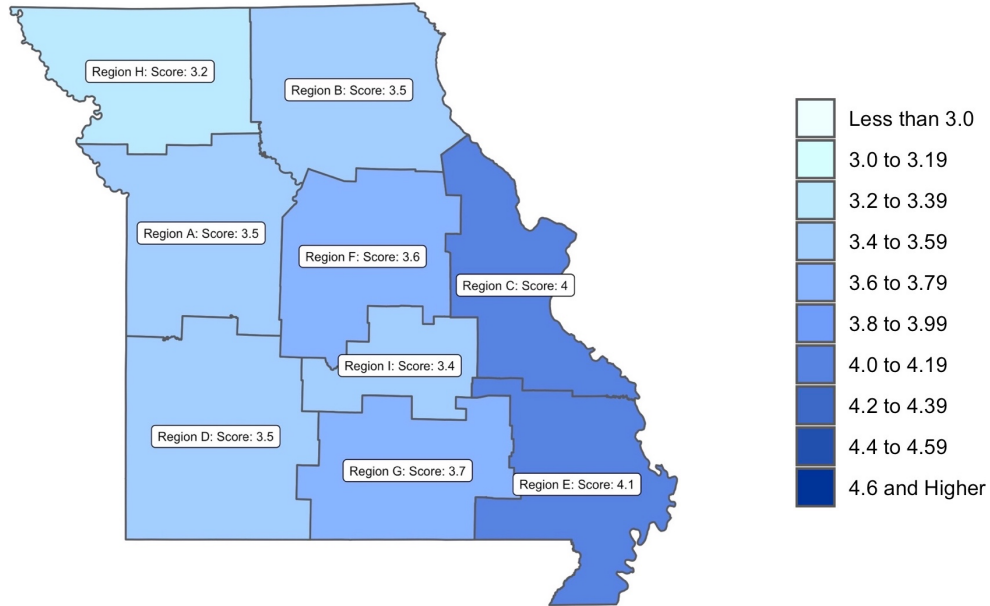 Region H: Score: 3.2
Region B: Score: 3.5
Region A: Score: 3.5
Region F: Score: 3.6
Region C: Score: 4
Region I: Score: 3.4
Region D: Score: 3.5
Region G: Score: 3.7
Region E: Score: 4.1
Less than 3.0
3.0 to 3.19
3.2 to 3.39
3.4 to 3.59
3.6 to 3.79
3.8 to 3.99
4.0 to 4.19
4.2 to 4.39
4.4 to 4.59
4.6 and Higher